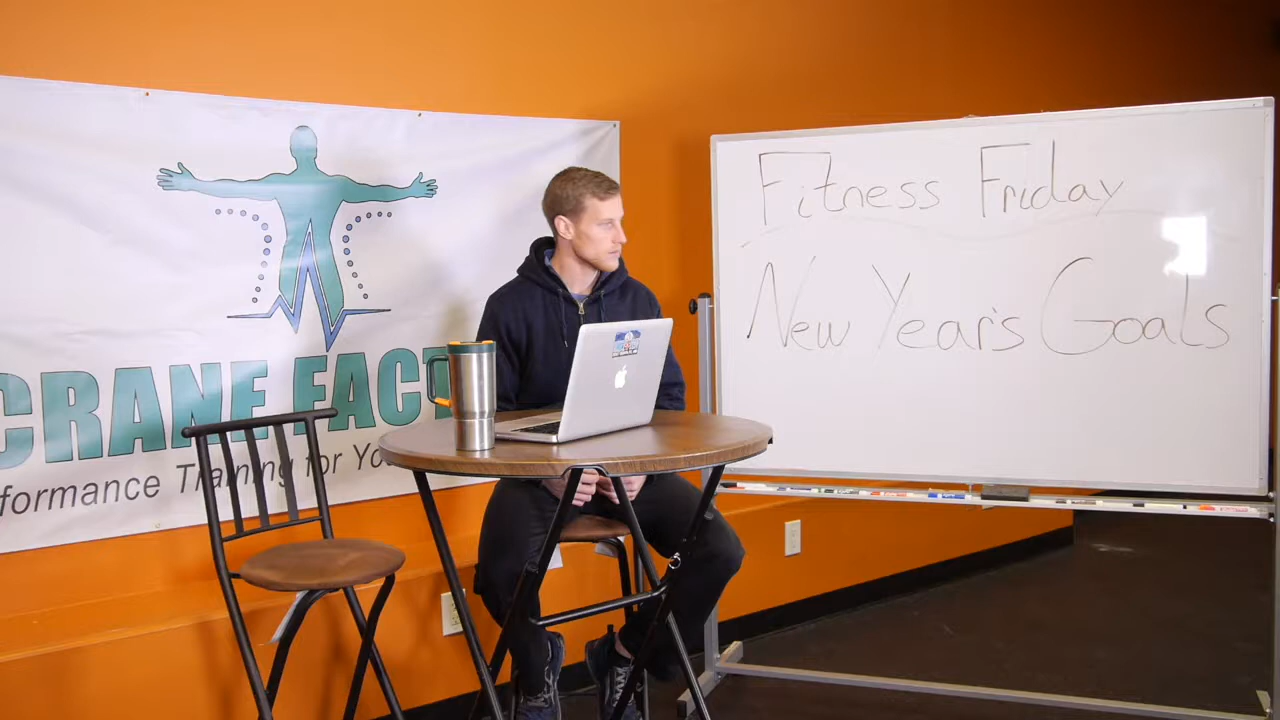 CRANE FACT
formance Training for Yo
Fitness Friday
New Year's Goals